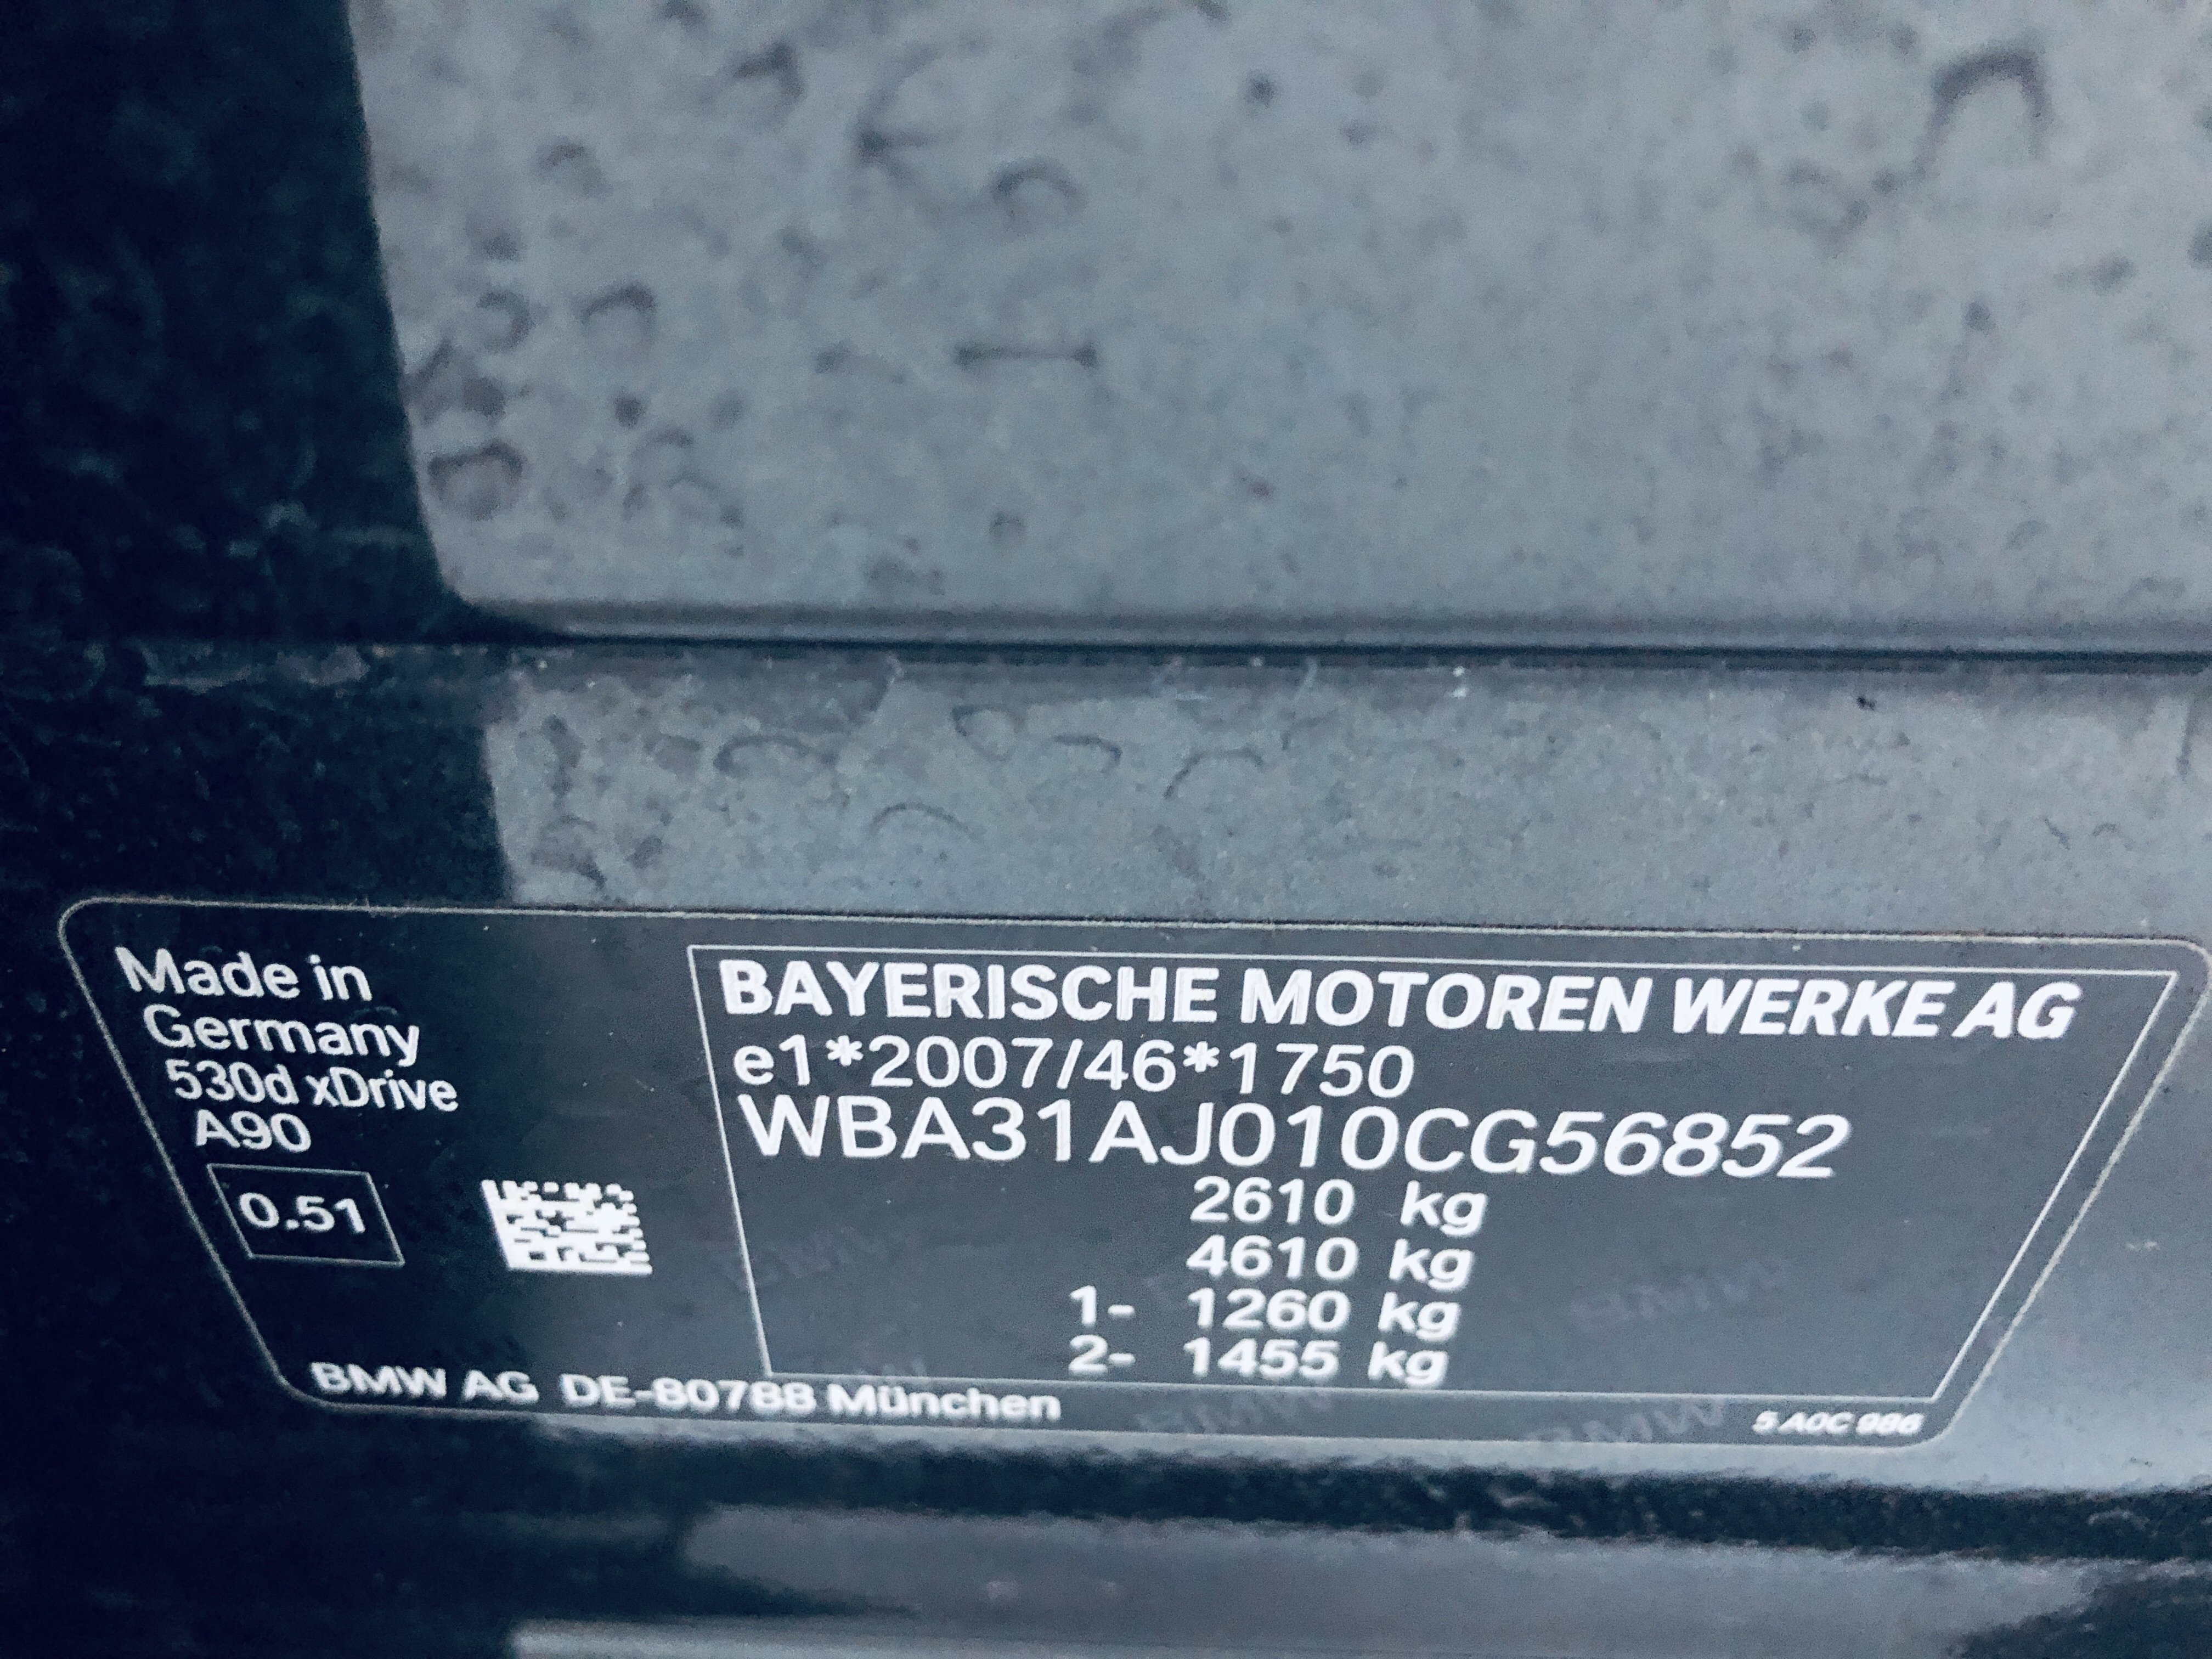 Made in
Germany
530d xDrive
A90
0.51
BAYERISCHE MOTOREN WERKE AG
e1*2007/46*1750
WBA31AJ010CG56852
2610 kg
4610 kg
1- 1260 kg
2- 1455 kg
BMW AG DE-80788 München
5 A0C 986